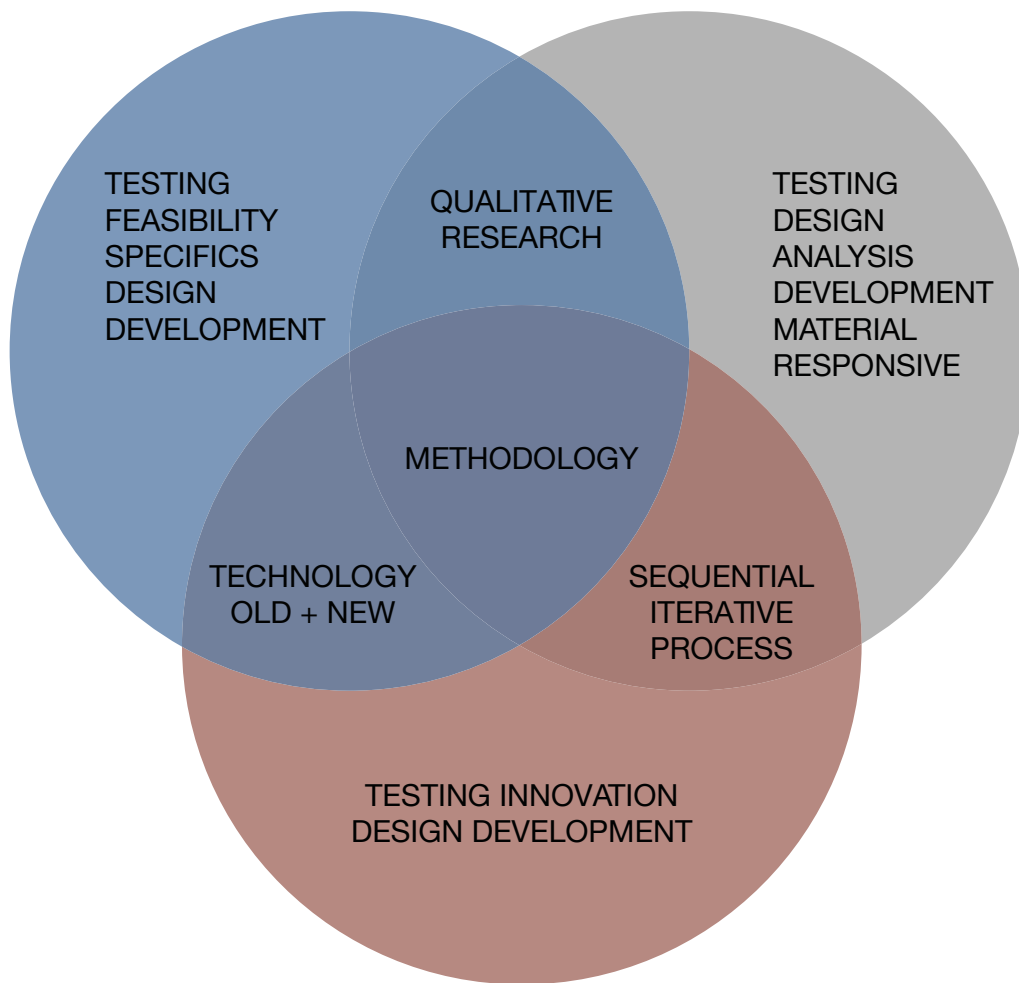 TESTING
FEASIBILITY
SPECIFICS
DESIGN
DEVELOPMENT
QUALITATIVE
RESEARCH
TESTING
DESIGN
ANALYSIS
DEVELOPMENT
MATERIAL
RESPONSIVE
METHODOLOGY
TECHNOLOGY
OLD + NEW
SEQUENTIAL
ITERATIVE
PROCESS
TESTING INNOVATION
DESIGN DEVELOPMENT